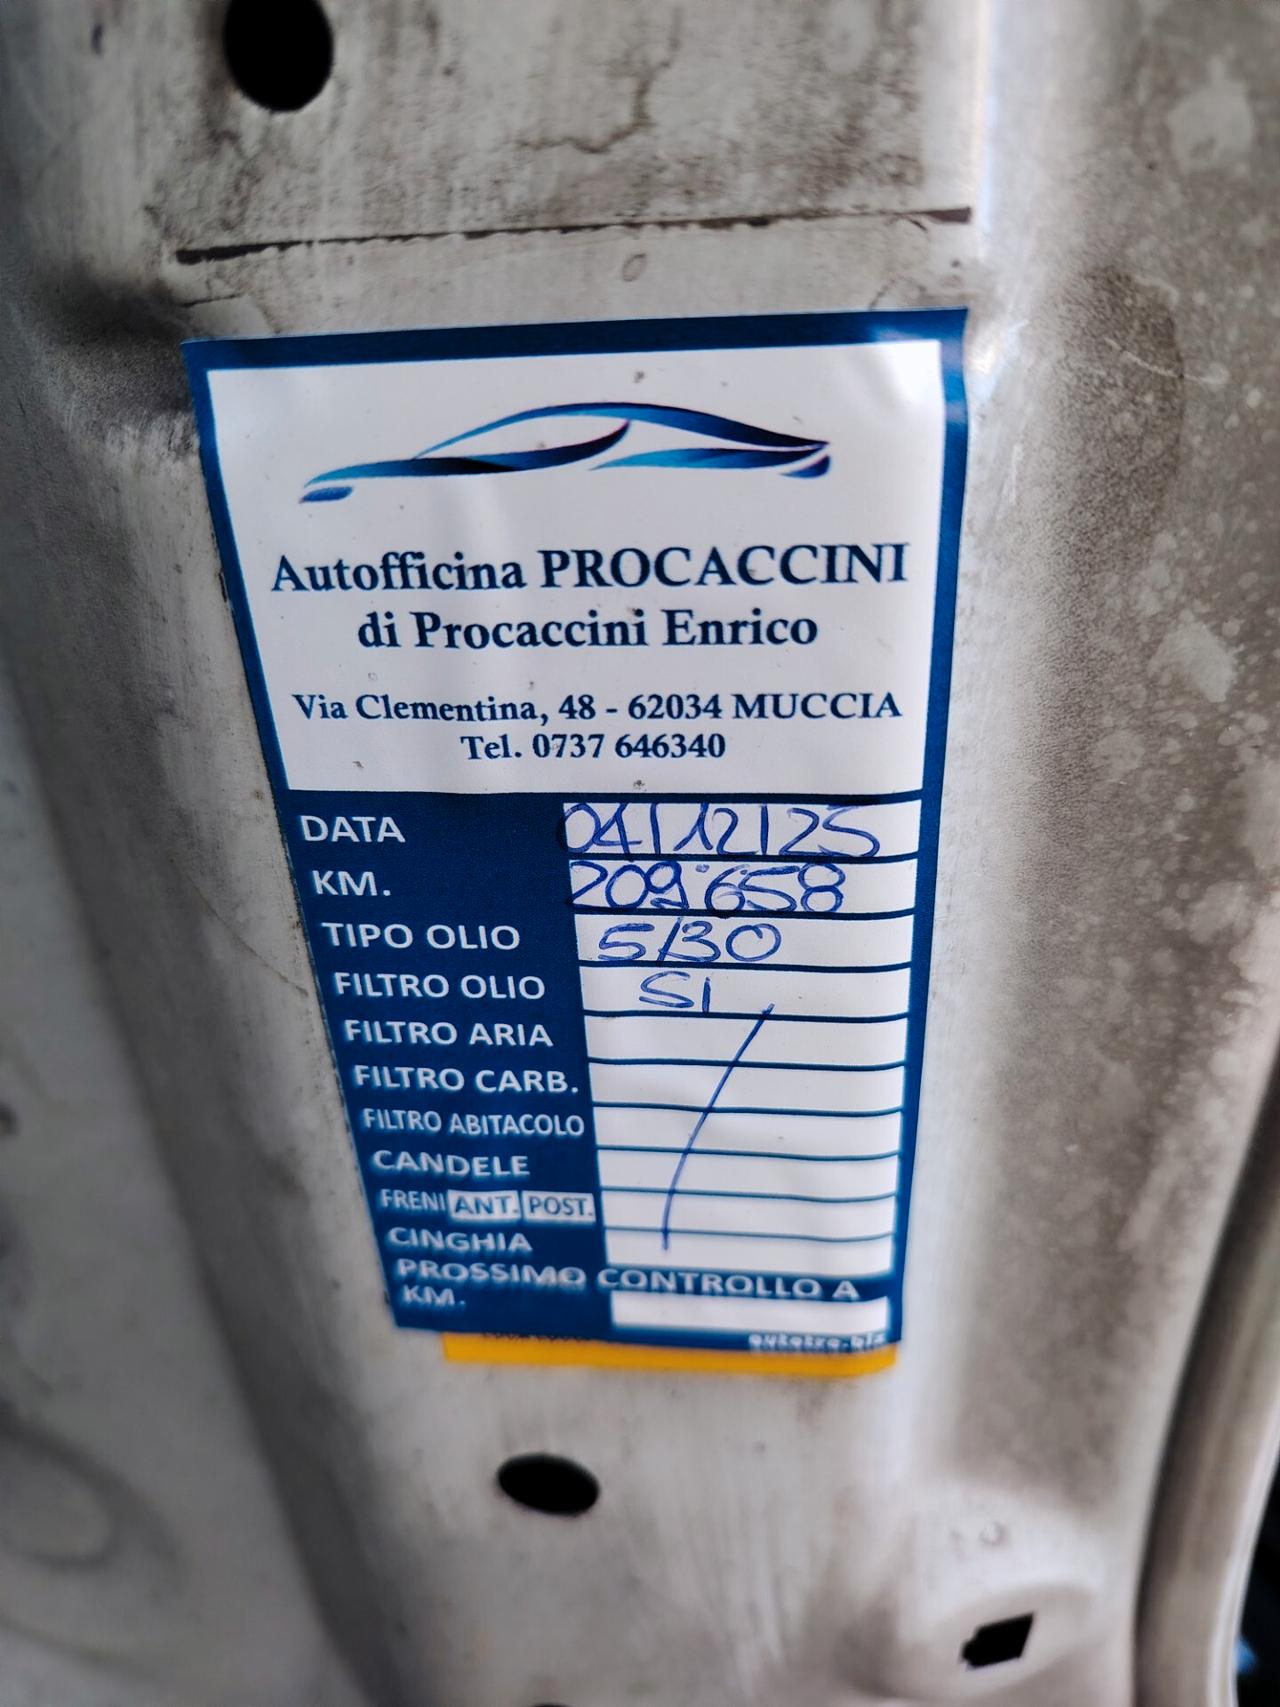 Autofficina PROCACCINI
di Procaccini Enrico
Via Clementina, 48 - 62034 MUCCIA
Tel. 0737 646340
DATA 04/12/25
KM. 209.658
TIPO OLIO 5/30
FILTRO OLIO SI
FILTRO ARIA
FILTRO CARB.
FILTRO ABITACOLO
CANDELE
FRENI ANT. POST.
CINGHIA
PROSSIMO CONTROLLO A
KM.